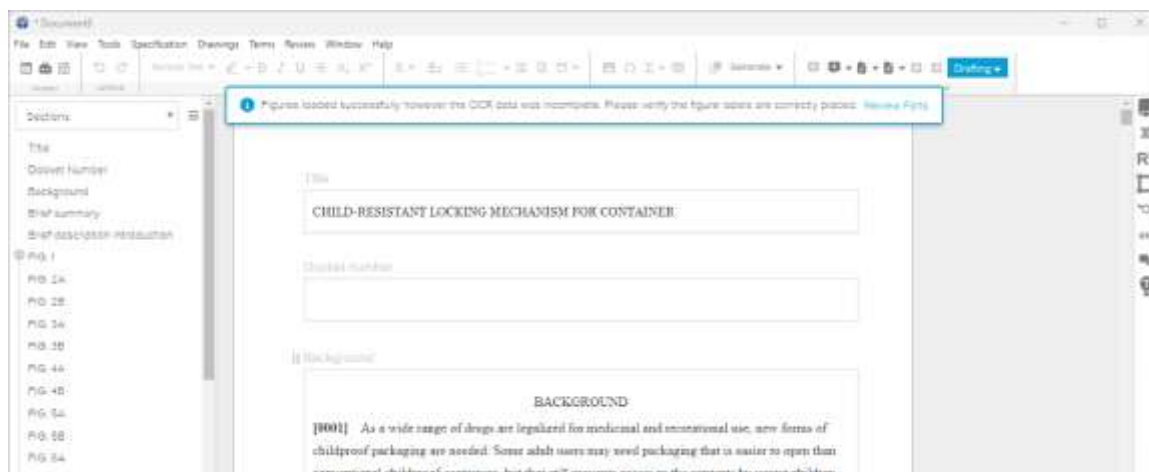 * Document1
File Edit View Tools Specification Drawings Terms Review Window Help
Generate
Drafting
Figures loaded successfully however the OCR data was incomplete. Please verify the figure labels are correctly placed. Review Parts
Sections
Title
Docket Number
Background
Brief summary
Brief description introduction
FIG. 1
FIG. 2A
FIG. 2B
FIG. 3A
FIG. 3B
FIG. 4A
FIG. 4B
FIG. 5A
FIG. 5B
FIG. 6A
Title
CHILD-RESISTANT LOCKING MECHANISM FOR CONTAINER
Docket number
Background
BACKGROUND
[0001] As a wide range of drugs are legalized for medicinal and recreational use, new forms of
childproof packaging are needed. Some adult users may need packaging that is easier to open than